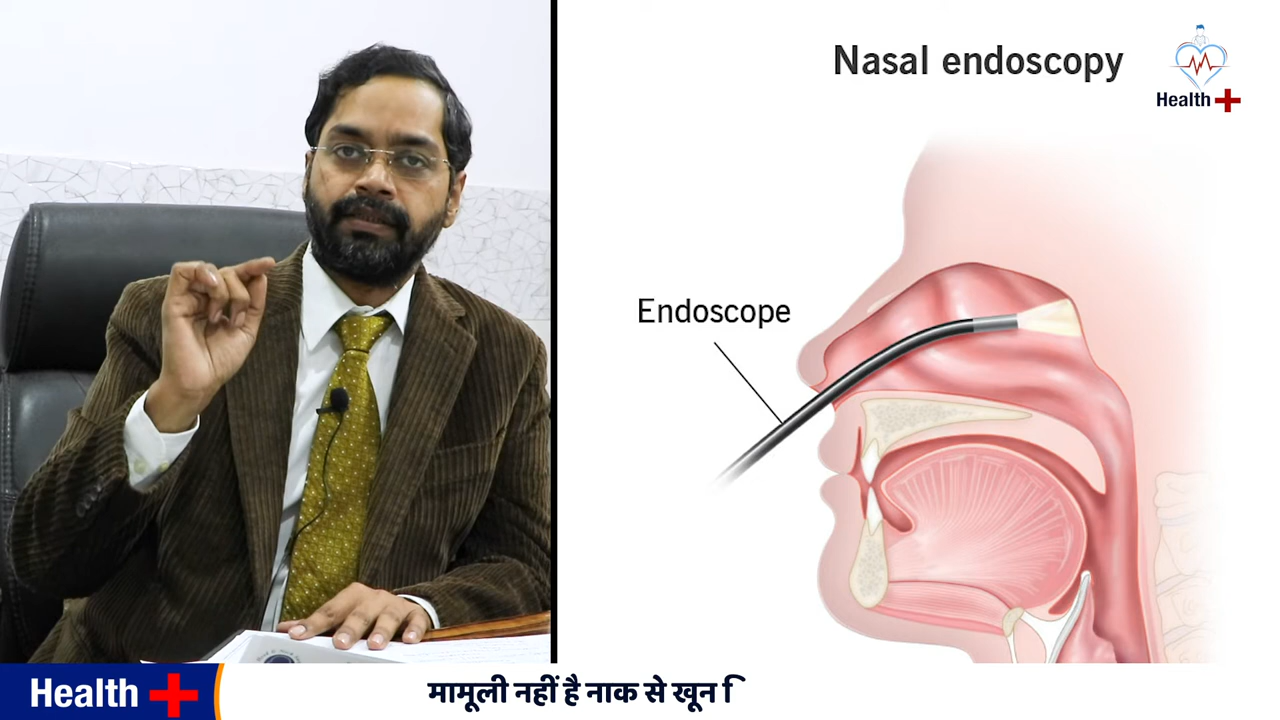 Nasal endoscopy
Health
Endoscope
Health
मामूली नहीं है नाक से खून ि